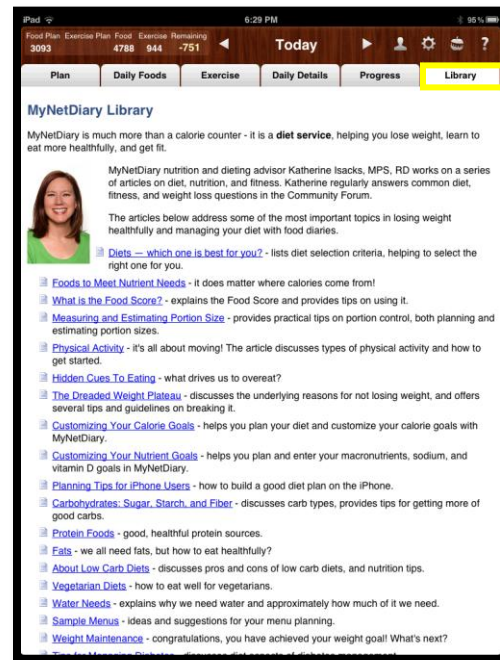 iPad 6:29 PM 95%
Food Plan Exercise Plan Food Exercise Remaining
3093 4788 944 -751 Today ?
Plan Daily Foods Exercise Daily Details Progress Library
MyNetDiary Library
MyNetDiary is much more than a calorie counter - it is a diet service, helping you lose weight, learn to
eat more healthfully, and get fit.
MyNetDiary nutrition and dieting advisor Katherine Isacks, MPS, RD works on a series
of articles on diet, nutrition, and fitness. Katherine regularly answers common diet,
fitness, and weight loss questions in the Community
Forum.
The articles below address some of the most important topics in losing weight
healthfully and managing your diet with food diaries.
Diets — which one is best for you? - lists diet selection criteria, helping to select the
right one for you.
Foods to Meet Nutrient Needs - it does matter where calories come from!
What is the Food Score? - explains the Food Score and provides tips on using it.
Measuring and Estimating Portion Size - provides practical tips on portion control, both planning and
estimating portion sizes.
Physical Activity - it's all about moving! The article discusses types of physical activity and how to
get started.
Hidden Cues To Eating - what drives us to overeat?
The Dreaded Weight Plateau - discusses the underlying reasons for not losing weight, and offers
several tips and guidelines on breaking it.
Customizing Your Calorie Goals - helps you plan your diet and customize your calorie goals with
MyNetDiary.
Customizing Your Nutrient Goals - helps you plan and enter your macronutrients, sodium, and
vitamin D goals in MyNetDiary.
Planning Tips for iPhone Users - how to build a good diet plan on the iPhone.
Carbohydrates: Sugar, Starch, and Fiber - discusses carb types, provides tips for getting more of
good carbs.
Protein Foods - good, healthful protein sources.
Fats - we all need fats, but how to eat healthfully?
About Low Carb Diets - discusses pros and cons of low carb diets, and nutrition tips.
Vegetarian Diets - how to eat well for vegetarians.
Water Needs - explains why we need water and approximately how much of it we need.
Sample Menus - ideas and suggestions for your menu planning.
Weight Maintenance - congratulations, you have achieved your weight goal! What's next?
Tips for Managing Diabetes - discusses diet aspects of diabetes management.